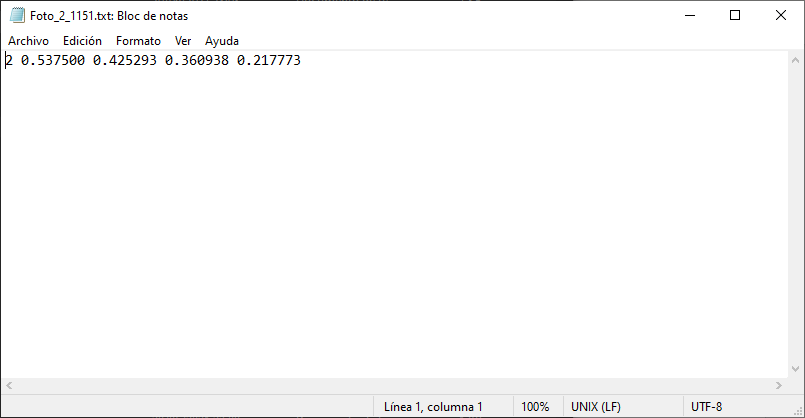 Foto_2_1151.txt: Bloc de notas
Archivo Edición Formato Ver Ayuda
2 0.537500 0.425293 0.360938 0.217773
Línea 1, columna 1 100% UNIX (LF) UTF-8